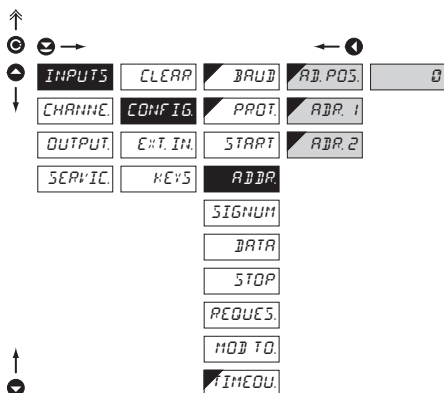 INPUTS CLEAR BAUD AD. POS. 0
CHANNE. CONFIG. PROT. ADR. 1
OUTPUT. EXT. IN. START ADR. 2
SERVIC. KEYS ADDR.
SIGNUM
DATA
STOP
REQUES.
MOD TO.
TIMEOU.